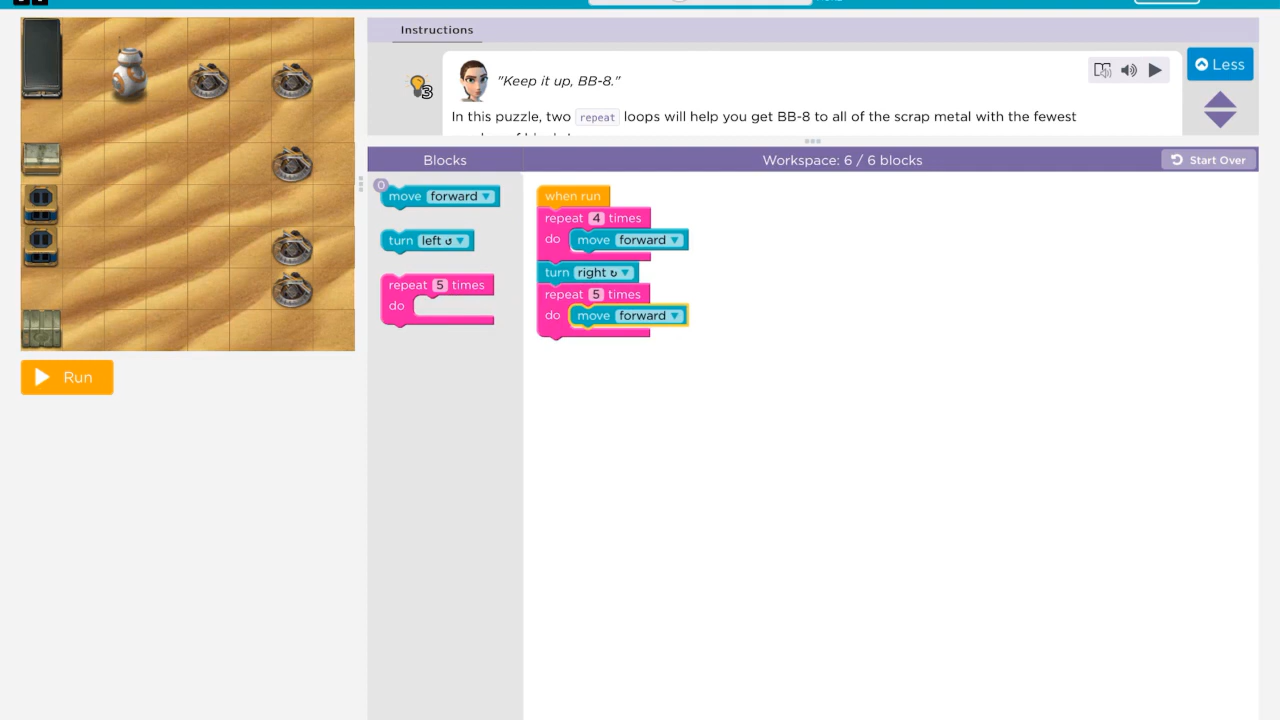 Instructions
3
"Keep it up, BB-8."
Less
In this puzzle, two repeat loops will help you get BB-8 to all of the scrap metal with the fewest
Blocks
Workspace: 6 / 6 blocks
Start Over
0
move forward
when run
turn left
repeat 4 times
do move forward
repeat 5 times
do
turn right
repeat 5 times
do move forward
Run